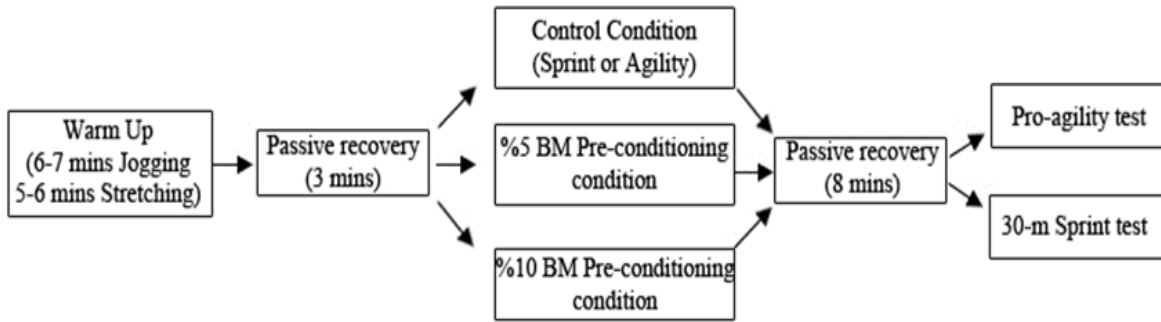 Warm Up
(6-7 mins Jogging
5-6 mins Stretching)
Passive recovery
(3 mins)
Control Condition
(Sprint or Agility)
%5 BM Pre-conditioning
condition
%10 BM Pre-conditioning
condition
Passive recovery
(8 mins)
Pro-agility test
30-m Sprint test